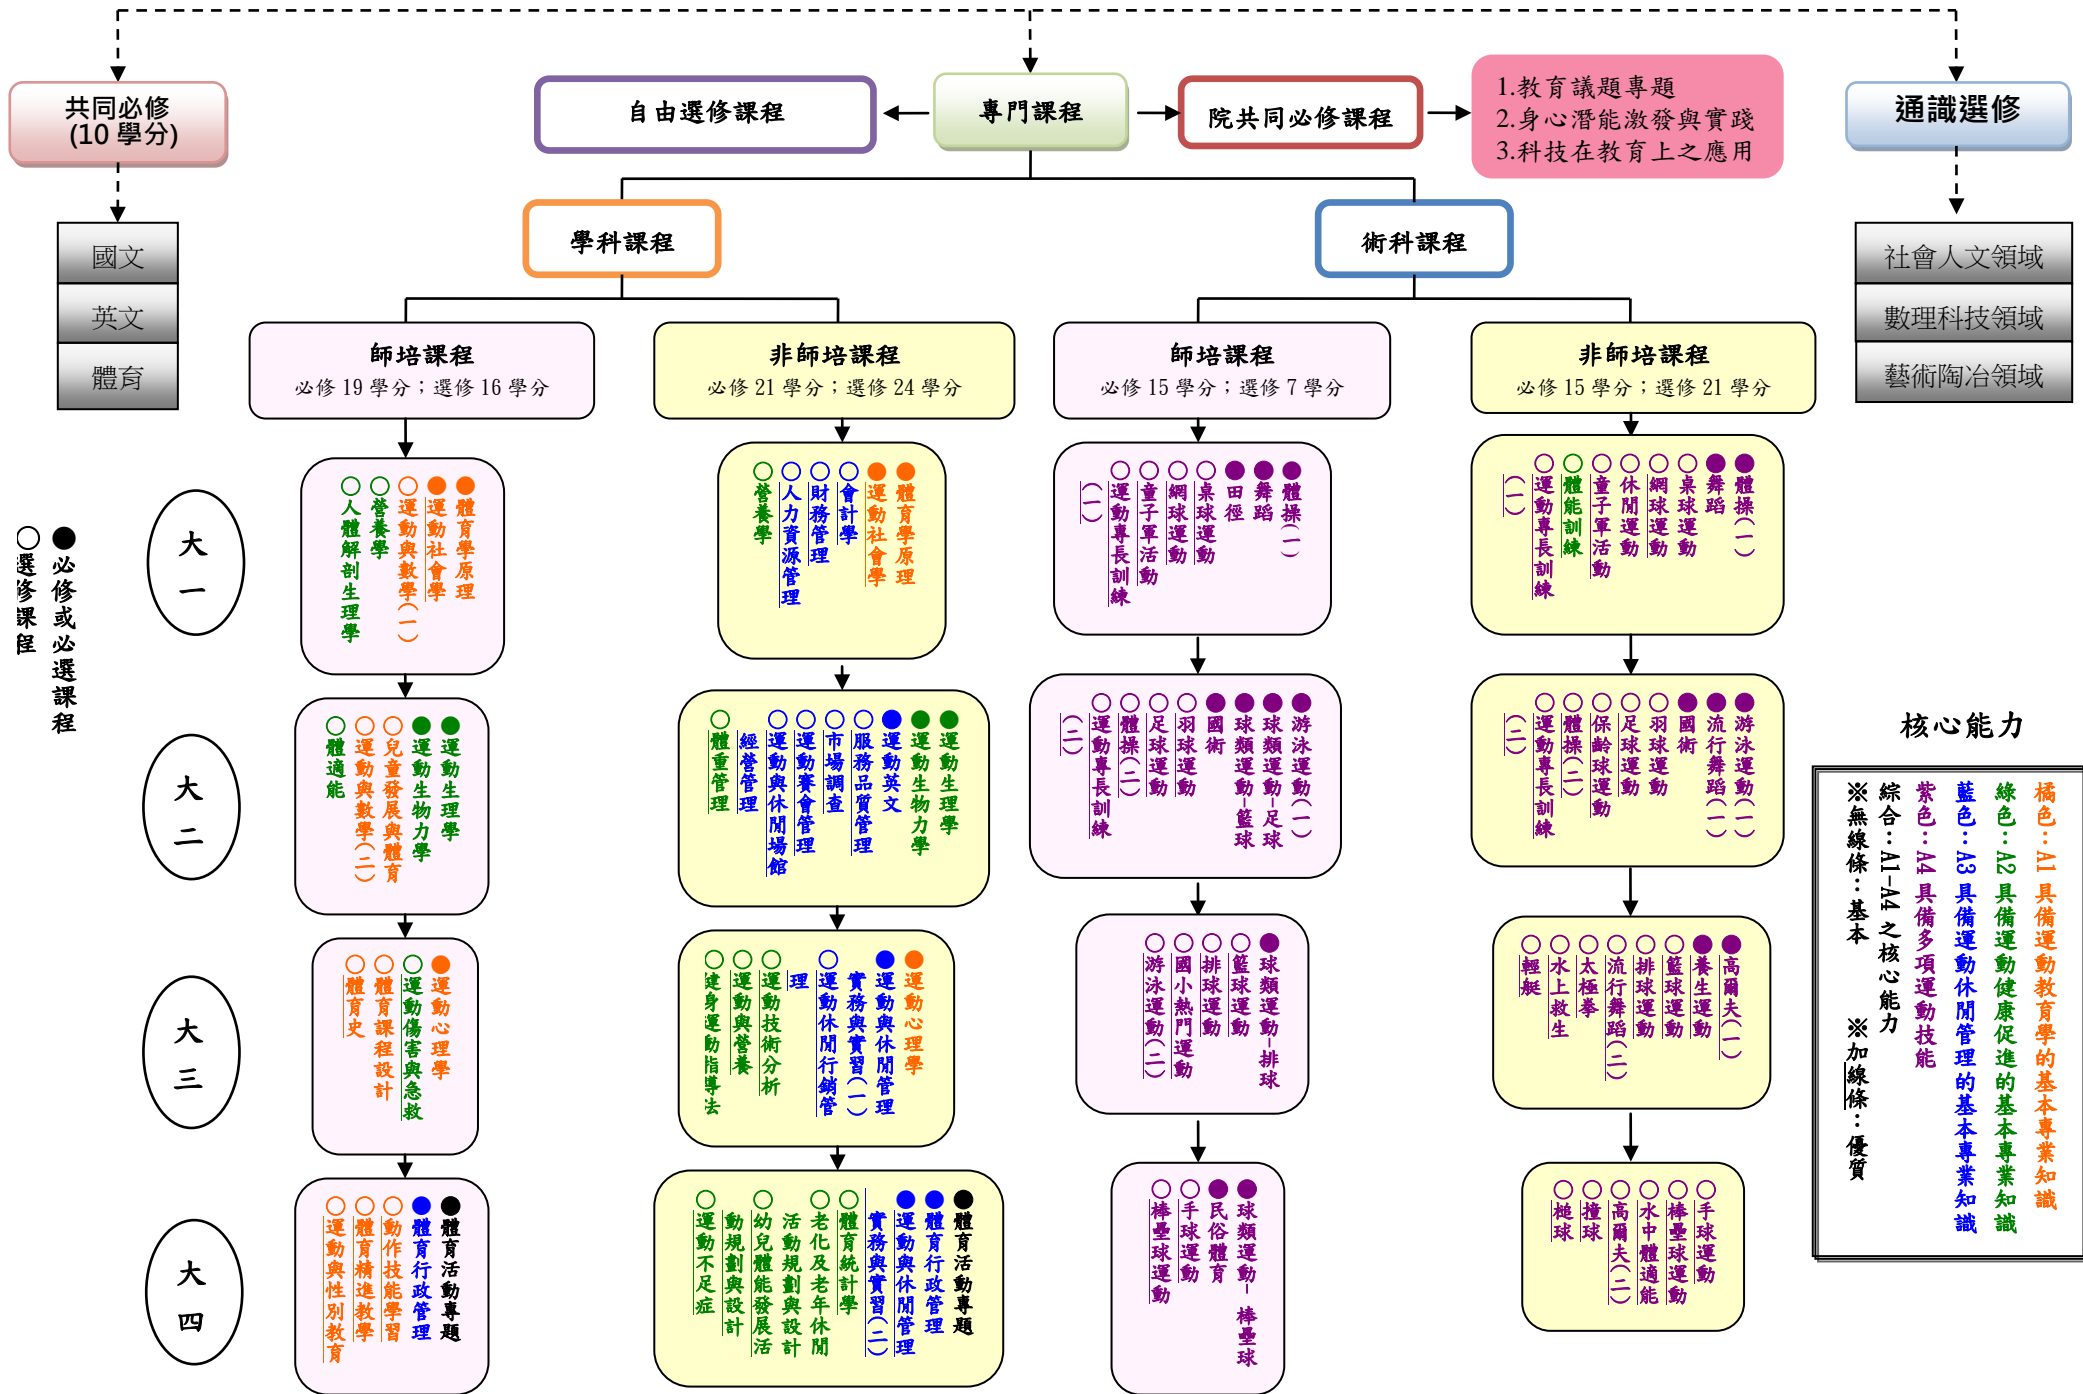 共同必修
(10 學分)
自由選修課程
專門課程
院共同必修課程
1.教育議題專題
2.身心潛能激發與實踐
3.科技在教育上之應用
通識選修
國文
英文
體育
學科課程
術科課程
社會人文領域
數理科技領域
藝術陶冶領域
師培課程
必修 19 學分；選修 16 學分
非師培課程
必修 21 學分；選修 24 學分
師培課程
必修 15 學分；選修 7 學分
非師培課程
必修 15 學分；選修 21 學分
●必修或必選課程
○選修課程
大一
●體育學原理
●運動社會學
○運動與數學(一)
○營養學
○人體解剖生理學
●體育學原理
●運動社會學
○會計學
○財務管理
○人力資源管理
○營養學
●體操(一)
●舞蹈
●田徑
○桌球運動
○網球運動
○童子軍活動
○運動專長訓練
(一)
●體操(一)
●舞蹈
○桌球運動
○網球運動
○休閒運動
○童子軍活動
○體能訓練
○運動專長訓練
(一)
大二
●運動生理學
●運動生物力學
○兒童發展與體育
○運動與數學(二)
○體適能
●運動生理學
●運動生物力學
●運動英文
○服務品質管理
○市場調查
○運動賽會管理
○運動與休閒場館
經營管理
○體重管理
●游泳運動(一)
●球類運動-足球
●球類運動-籃球
●國術
○羽球運動
○足球運動
○體操(二)
○運動專長訓練
(二)
●游泳運動(一)
●流行舞蹈(一)
●國術
○羽球運動
○足球運動
○保齡球運動
○體操(二)
○運動專長訓練
(二)
大三
●運動心理學
○運動傷害與急救
○體育課程設計
○體育史
●運動心理學
●運動與休閒管理
實務與實習(一)
○運動休閒行銷管
理
○運動技術分析
○運動與營養
○健身運動指導法
●球類運動-排球
○籃球運動
○排球運動
○國小熱門運動
○游泳運動(二)
●高爾夫(一)
●養生運動
○籃球運動
○排球運動
○流行舞蹈(二)
○太極拳
○水上救生
○輕艇
大四
●體育活動專題
●體育行政管理
○動作技能學習
○體育精進教學
○運動與性別教育
●體育活動專題
●體育行政管理
●運動與休閒管理
實務與實習(二)
○體育統計學
○老化及老年休閒
活動規劃與設計
○幼兒體能發展活
動規劃與設計
○運動不足症
●球類運動- 棒壘球
●民俗體育
○手球運動
○棒壘球運動
○手球運動
○棒壘球運動
○水中體適能
○高爾夫(二)
○撞球
○槌球
核心能力
橘色：A1 具備運動教育學的基本專業知識
綠色：A2 具備運動健康促進的基本專業知識
藍色：A3 具備運動休閒管理的基本專業知識
紫色：A4 具備多項運動技能
綜合：A1-A4 之核心能力
※無線條：基本 ※加線條：優質